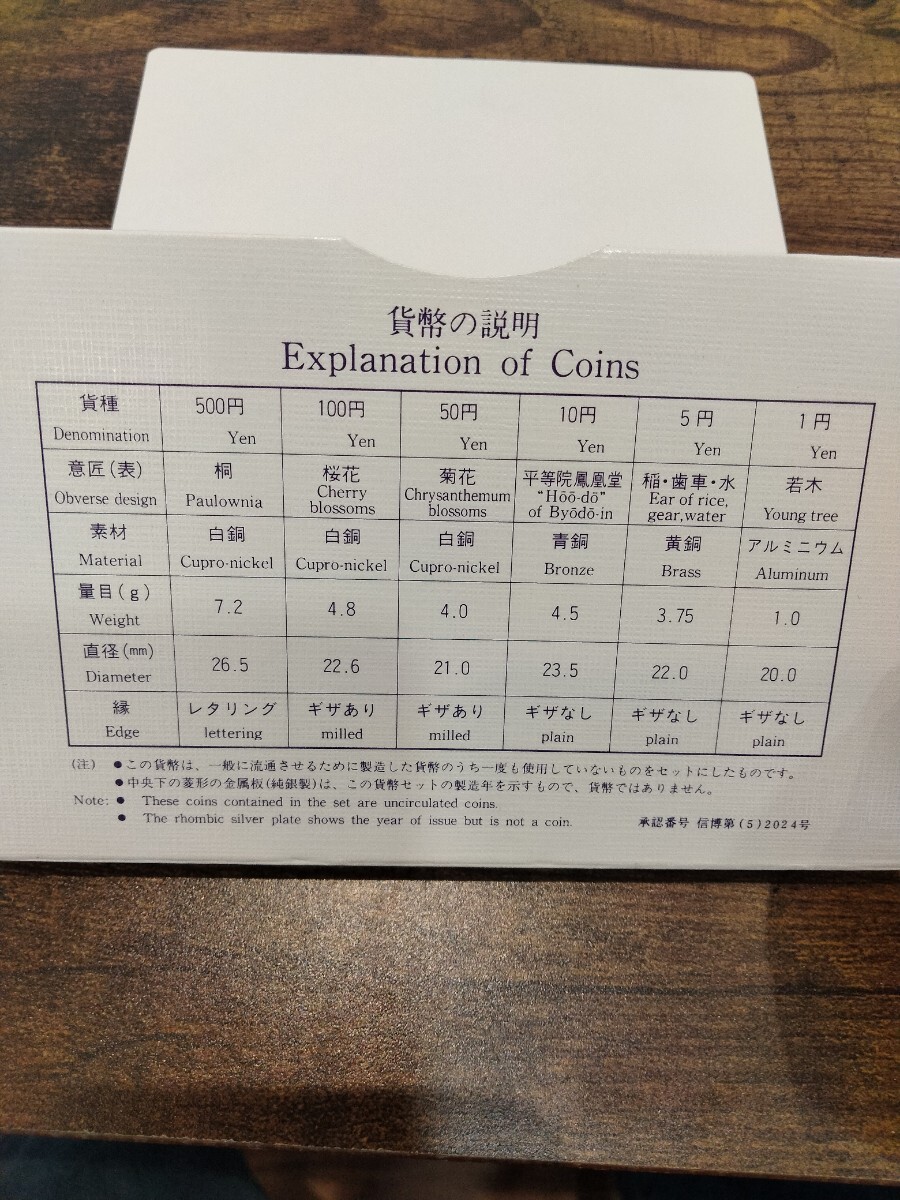 貨幣の説明
Explanation of Coins
貨種 500円 100円 50円 10円 5円 1円
Denomination Yen Yen Yen Yen Yen Yen
意匠(表) 桐 桜花 菊花 平等院鳳凰堂 稲・歯車・水 若木
Obverse design Paulownia Cherry blossoms Chrysanthemum blossoms “Hōō-dō” of Byōdō-in Ear of rice, gear,water Young tree
素材 白銅 白銅 白銅 青銅 黄銅 アルミニウム
Material Cupro-nickel Cupro-nickel Cupro-nickel Bronze Brass Aluminum
量目(g) 7.2 4.8 4.0 4.5 3.75 1.0
Weight
直径(㎜) 26.5 22.6 21.0 23.5 22.0 20.0
Diameter
縁 レタリング ギザあり ギザあり ギザなし ギザなし ギザなし
Edge lettering milled milled plain plain plain
(注) ●この貨幣は、一般に流通させるために製造した貨幣のうち一度も使用していないものをセットにしたものです。
●中央下の菱形の金属板(純銀製)は、この貨幣セットの製造年を示すもので、貨幣ではありません。
Note: ● These coins contained in the set are uncirculated coins.
● The rhombic silver plate shows the year of issue but is not a coin. 承認番号 信博第(5)2024号